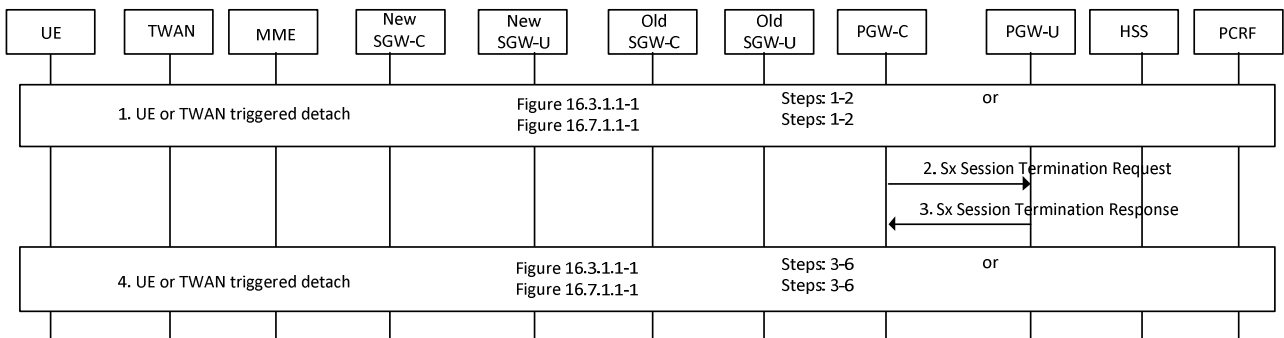 UE
TWAN
MME
New
SGW-C
New
SGW-U
Old
SGW-C
Old
SGW-U
PGW-C
PGW-U
HSS
PCRF
1. UE or TWAN triggered detach
Figure 16.3.1.1-1 Steps: 1-2 or
Figure 16.7.1.1-1 Steps: 1-2
2. Sx Session Termination Request
3. Sx Session Termination Response
4. UE or TWAN triggered detach
Figure 16.3.1.1-1 Steps: 3-6 or
Figure 16.7.1.1-1 Steps: 3-6